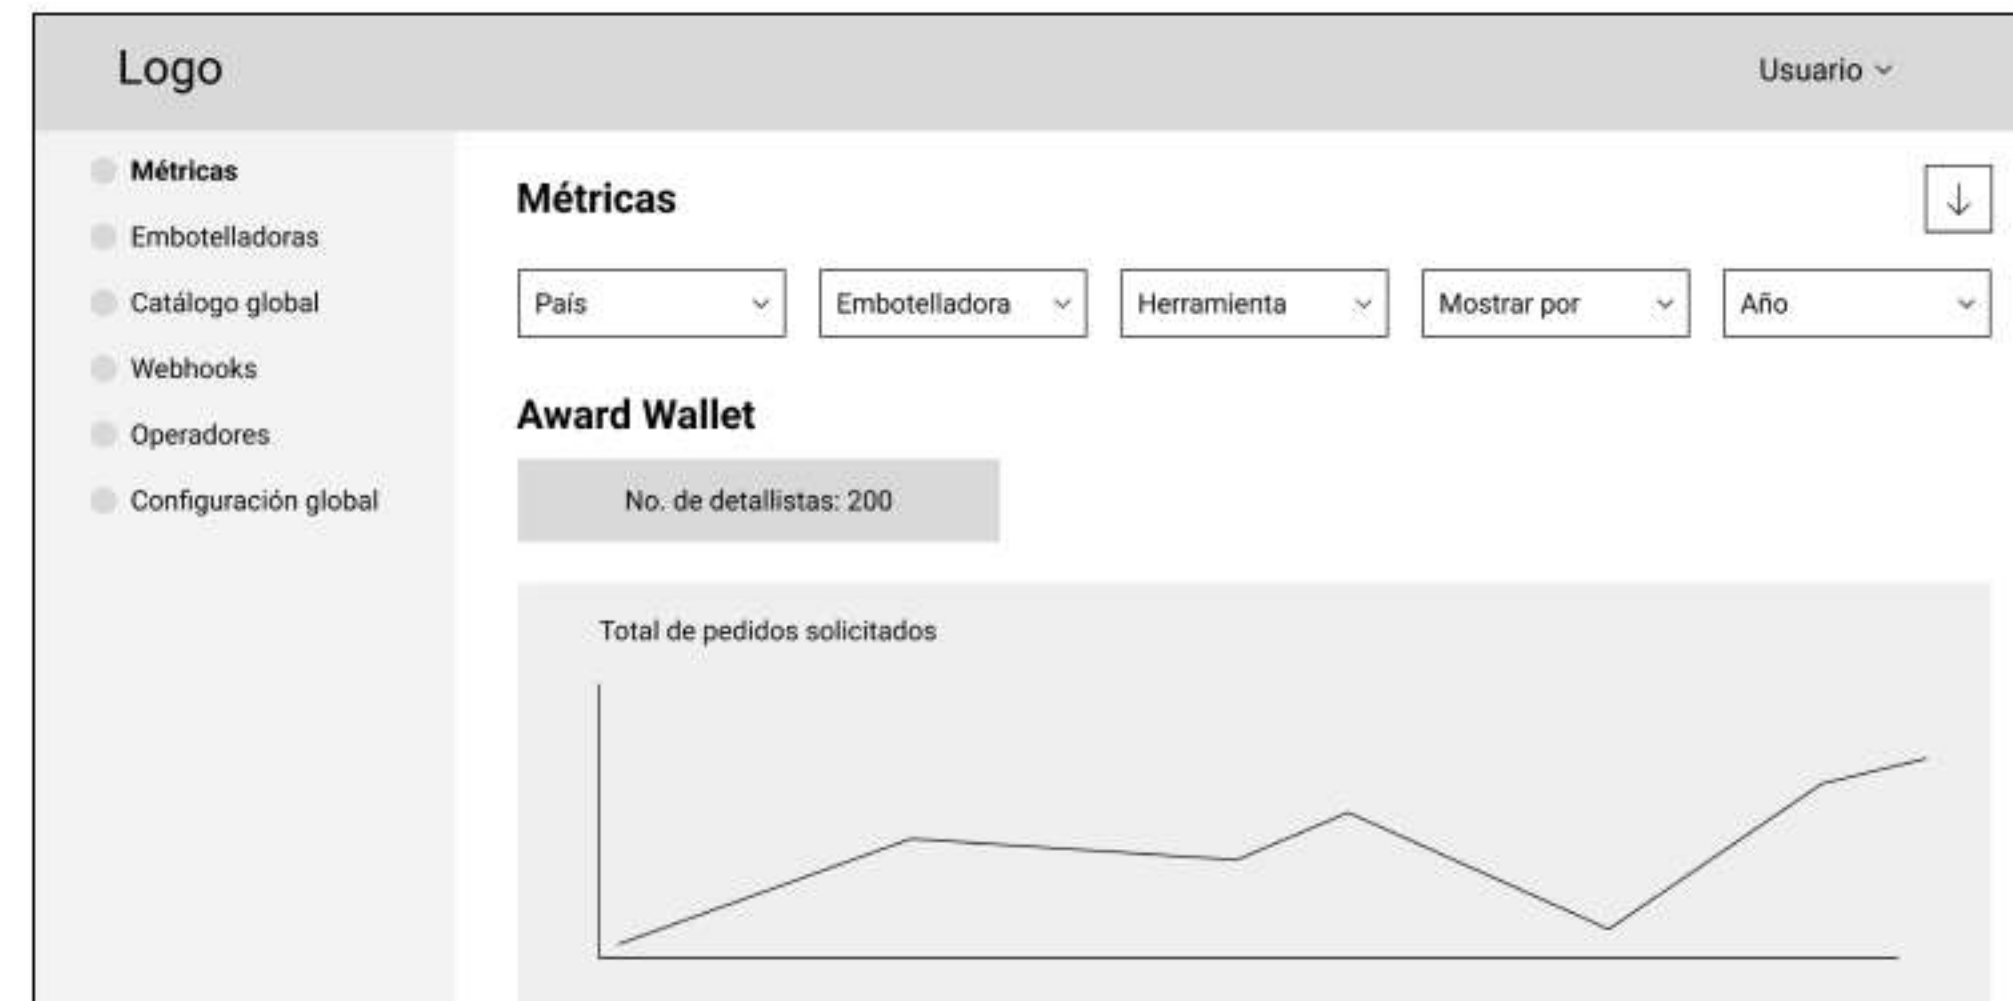 Logo
Usuario
Métricas
Embotelladoras
Catálogo global
Webhooks
Operadores
Configuración global
Métricas
País
Embotelladora
Herramienta
Mostrar por
Año
Award Wallet
No. de detallistas: 200
Total de pedidos solicitados